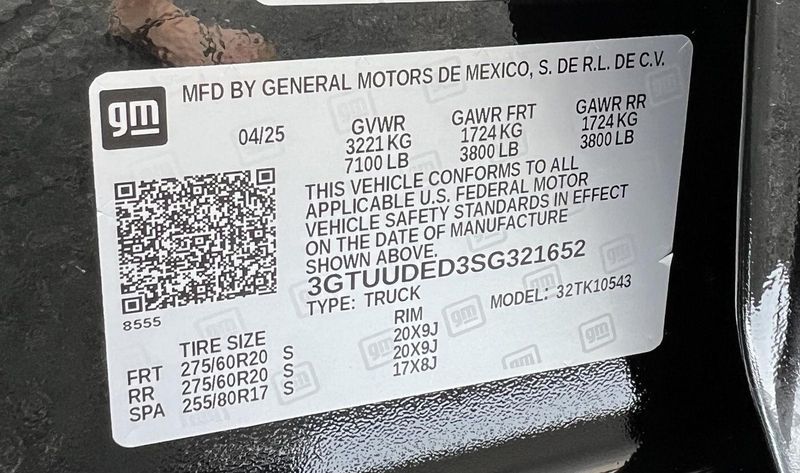 MFD BY GENERAL MOTORS DE MEXICO, S. DE R.L. DE C.V.
gm
04/25
GVWR GAWR FRT GAWR RR
3221 KG 1724 KG 1724 KG
7100 LB 3800 LB 3800 LB
THIS VEHICLE CONFORMS TO ALL
APPLICABLE U.S. FEDERAL MOTOR
VEHICLE SAFETY STANDARDS IN EFFECT
ON THE DATE OF MANUFACTURE
SHOWN ABOVE.
3GTUUDED3SG321652
TYPE: TRUCK MODEL: 32TK10543
8555
TIRE SIZE RIM
FRT 275/60R20 S 20X9J
RR 275/60R20 S 20X9J
SPA 255/80R17 S 17X8J